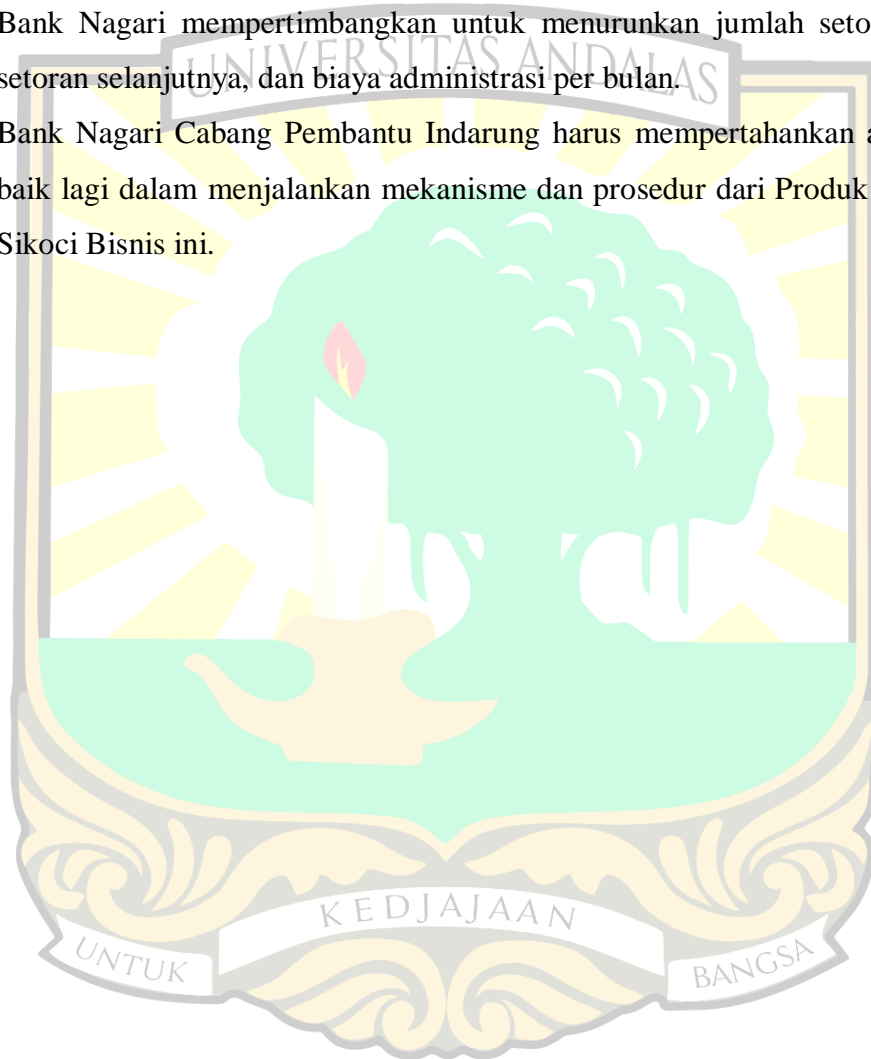 Bank Nagari mempertimbangkan untuk menurunkan jumlah seto
setoran selanjutnya, dan biaya administrasi per bulan.
Bank Nagari Cabang Pembantu Indarung harus mempertahankan a
baik lagi dalam menjalankan mekanisme dan prosedur dari Produk
Sikoci Bisnis ini.
UNIVERSITAS ANDALAS
KEDJAJAAN
UNTUK
BANGSA